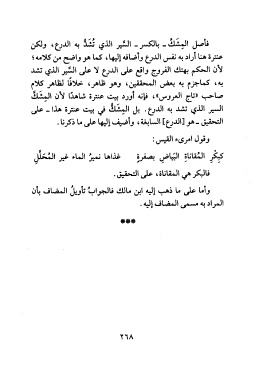 فأصل المِشَكِّ ـ بالكسر ـ السَّير الذي تُشَدُّ به الدرع، ولكن
عنترة هنا أراد به نفس الدرع وأضافه إليها، كما هو واضح من كلامه؛
لأن الحكم بهتك الفروج واقع على الدرع لا على السَّير الذي تشد
به، كما جزم به بعض المحققين، وهو ظاهر، خلافًا لظاهر كلام
صاحب «تاج العروس»، فإنه أورد بيت عنترة شاهدًا لأن المِشَكَّ
السير الذي تشد به الدرع. بل المِشَكُّ في بيت عنترة هذا ـ على
التحقيق ـ هو [الدرع] السابغة، وأضيف إليها على ما ذكرنا.
وقول امرىء القيس:
كبِكْرِ المُقاناةِ البَياضِ بصفرةٍ غذاها نميرُ الماء غير المُحَلَّلِ
فالبكر هي المقاناة، على التحقيق.
وأما على ما ذهب إليه ابن مالك فالجوابُ تأويلُ المضاف بأن
المراد به مسمى المضاف إليه.
***
٢٦٨